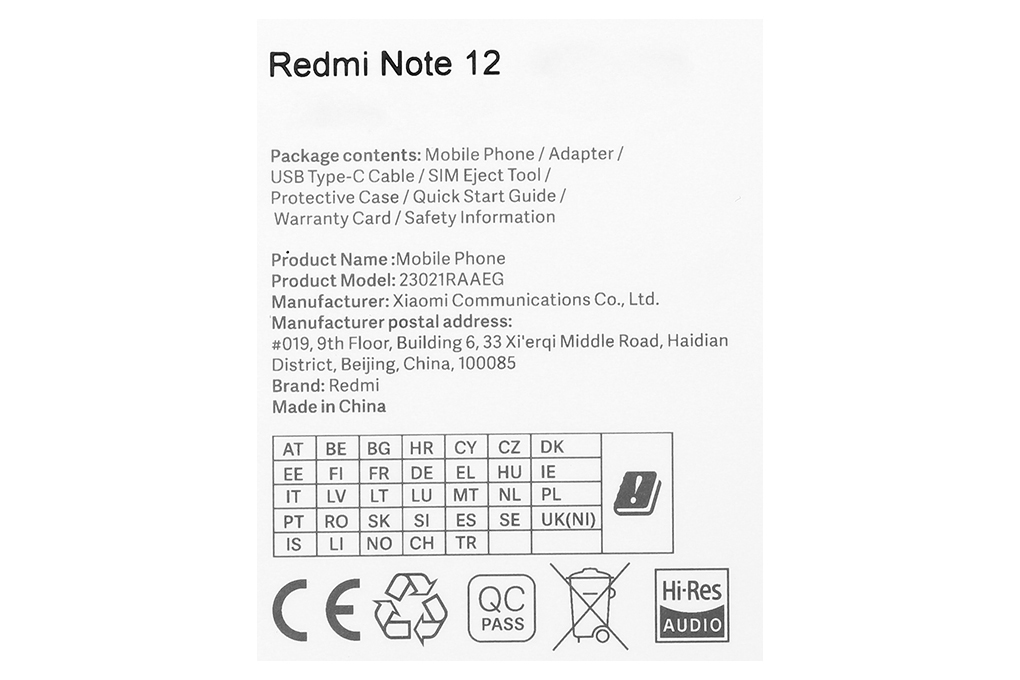 Redmi Note 12
Package contents: Mobile Phone / Adapter /
USB Type-C Cable / SIM Eject Tool /
Protective Case / Quick Start Guide /
Warranty Card / Safety Information
Product Name :Mobile Phone
Product Model: 23021RAAEG
Manufacturer: Xiaomi Communications Co., Ltd.
Manufacturer postal address:
#019, 9th Floor, Building 6, 33 Xi'erqi Middle Road, Haidian
District, Beijing, China, 100085
Brand: Redmi
Made in China
AT BE BG HR CY CZ DK
EE FI FR DE EL HU IE
IT LV LT LU MT NL PL
PT RO SK SI ES SE UK(NI)
IS LI NO CH TR
!
CE
QC
PASS
Hi-Res
AUDIO